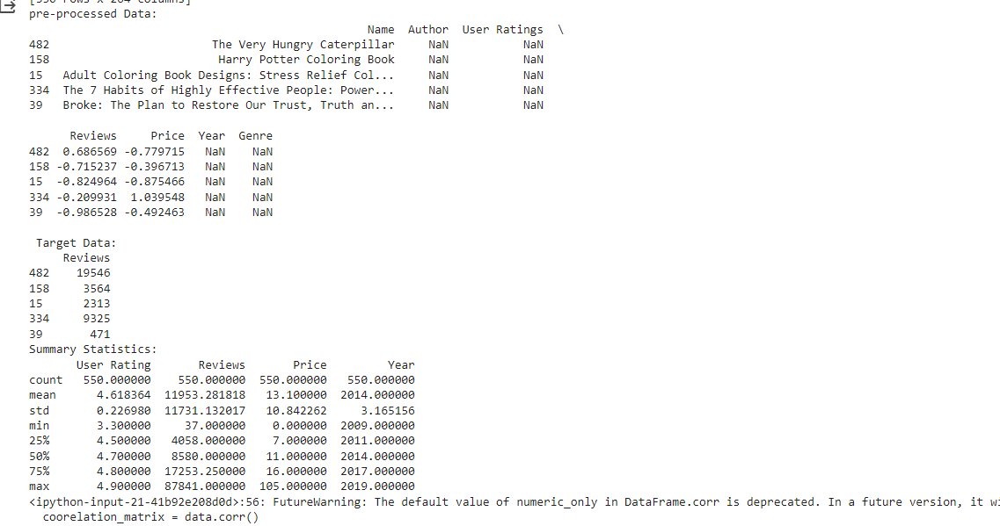 [550 rows x 264 columns]
pre-processed Data:
Name Author User Ratings \
482 The Very Hungry Caterpillar NaN NaN
158 Harry Potter Coloring Book NaN NaN
15 Adult Coloring Book Designs: Stress Relief Col... NaN NaN
334 The 7 Habits of Highly Effective People: Power... NaN NaN
39 Broke: The Plan to Restore Our Trust, Truth an... NaN NaN
Reviews Price Year Genre
482 0.686569 -0.779715 NaN NaN
158 -0.715237 -0.396713 NaN NaN
15 -0.824964 -0.875466 NaN NaN
334 -0.209931 1.039548 NaN NaN
39 -0.986528 -0.492463 NaN NaN
Target Data:
Reviews
482 19546
158 3564
15 2313
334 9325
39 471
Summary Statistics:
User Rating Reviews Price Year
count 550.000000 550.000000 550.000000 550.000000
mean 4.618364 11953.281818 13.100000 2014.000000
std 0.226980 11731.132017 10.842262 3.165156
min 3.300000 37.000000 0.000000 2009.000000
25% 4.500000 4058.000000 7.000000 2011.000000
50% 4.700000 8580.000000 11.000000 2014.000000
75% 4.800000 17253.250000 16.000000 2017.000000
max 4.900000 87841.000000 105.000000 2019.000000
<ipython-input-21-41b92e208d0d>:56: FutureWarning: The default value of numeric_only in DataFrame.corr is deprecated. In a future version, it
coorelation_matrix = data.corr()